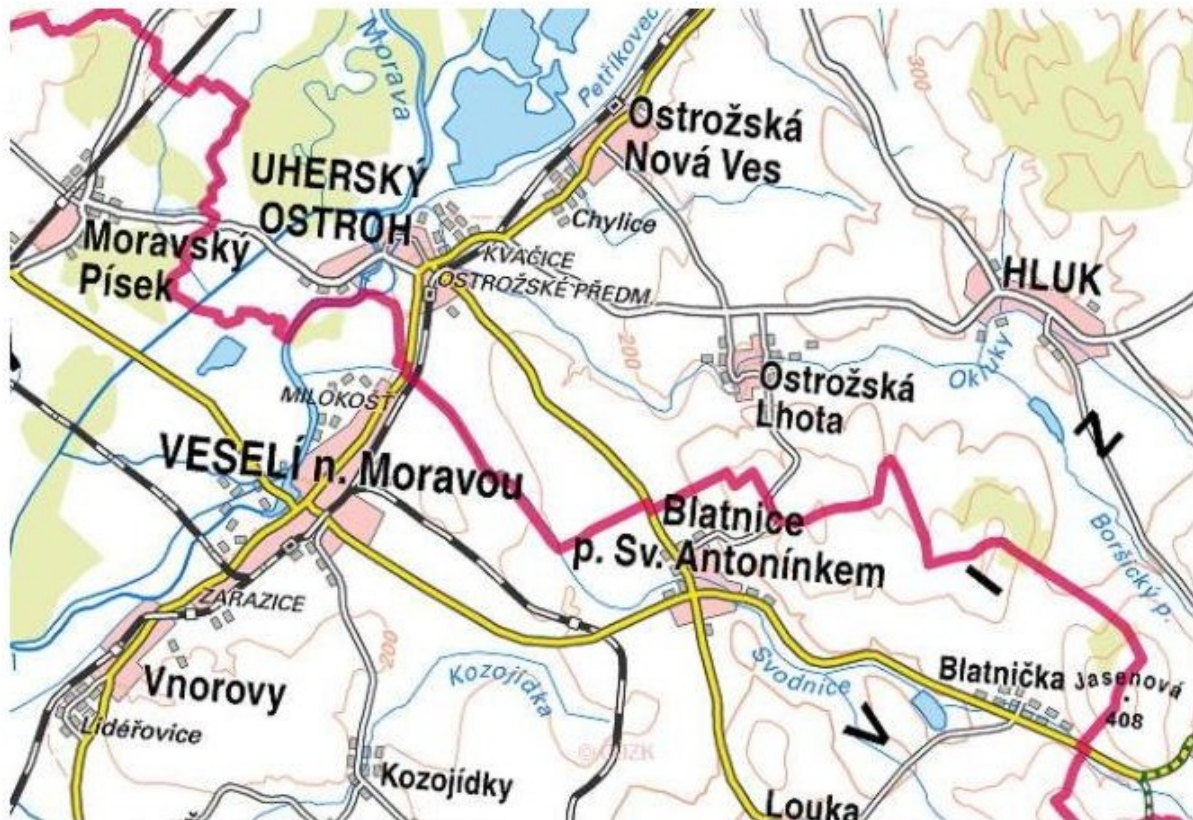 Morava
Petříkovec
300
Ostrožská
Nová Ves
UHERSKÝ
OSTROH
Chylice
Moravský
Písek
KVAČICE
OSTROŽSKÉ PŘEDM.
HLUK
200
Okluky
Ostrožská
Lhota
MILOKOŠŤ
N
VESELÍ n. Moravou
Blatnice
p. Sv. Antonínkem
Boršický p.
I
ZARAZICE
200
Kozojídka
Svodnice
Blatnička
Jasenová
408
Vnorovy
V
Lidéřovice
© ČÚZK
Kozojídky
Louka